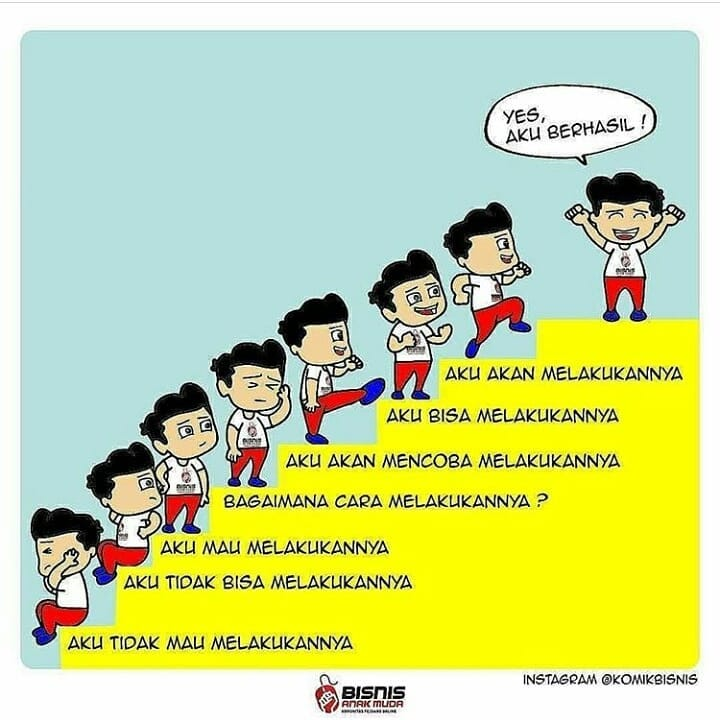 YES,
AKU BERHASIL !
AKU AKAN MELAKUKANNYA
AKU BISA MELAKUKANNYA
AKU AKAN MENCOBA MELAKUKANNYA
BAGAIMANA CARA MELAKUKANNYA ?
AKU MAU MELAKUKANNYA
AKU TIDAK BISA MELAKUKANNYA
AKU TIDAK MAU MELAKUKANNYA
INSTAGRAM @KOMIKBISNIS
BISNIS
ANAK MUDA